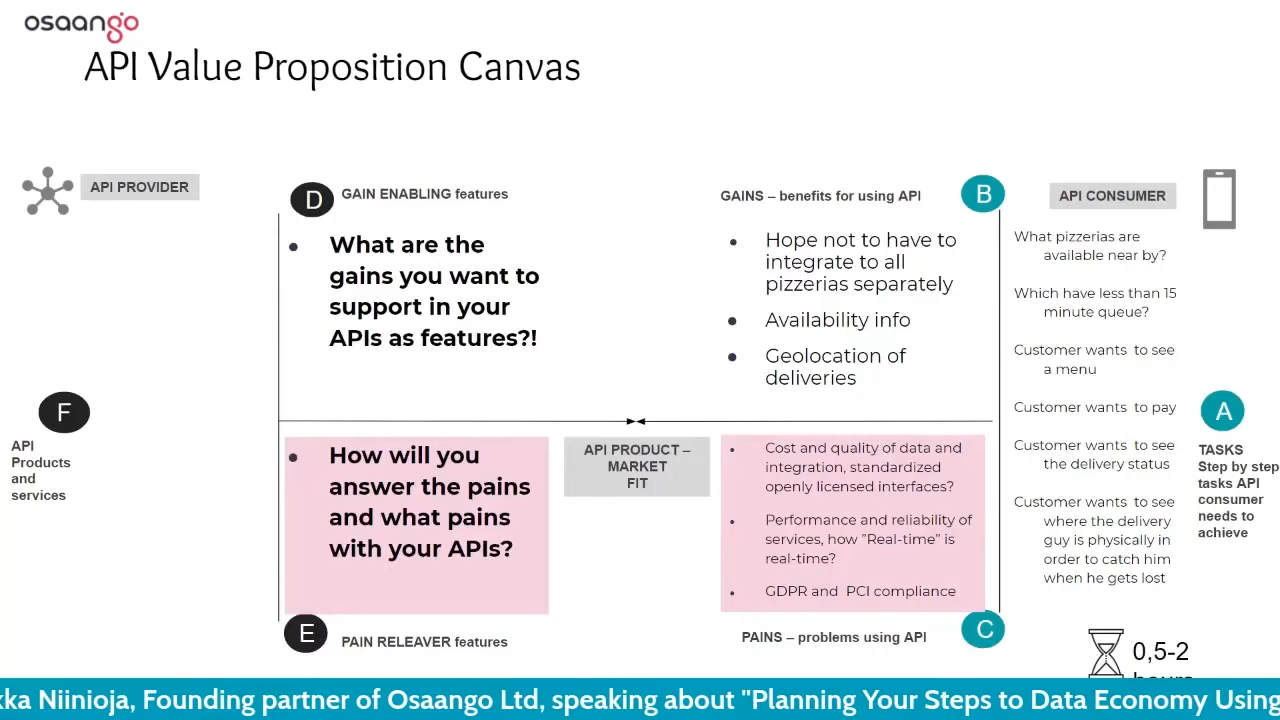 osaango
API Value Proposition Canvas
API PROVIDER
D
GAIN ENABLING features
GAINS – benefits for using API
B
API CONSUMER
• What are the
gains you want to
support in your
APIs as features?!
• Hope not to have to
integrate to all
pizzerias separately
• Availability info
• Geolocation of
deliveries
What pizzerias are
available near by?
Which have less than 15
minute queue?
Customer wants to see
a menu
Customer wants to pay
Customer wants to see
the delivery status
Customer wants to see
where the delivery
guy is physically in
order to catch him
when he gets lost
F
API
Products
and
services
A
TASKS
Step by step
tasks API
consumer
needs to
achieve
• How will you
answer the pains
and what pains
with your APIs?
API PRODUCT –
MARKET
FIT
• Cost and quality of data and
integration, standardized
openly licensed interfaces?
• Performance and reliability of
services, how ”Real-time” is
real-time?
• GDPR and PCI compliance
E
PAIN RELEAVER features
PAINS – problems using API
C
0,5-2
hours
kka Niinioja, Founding partner of Osaango Ltd, speaking about "Planning Your Steps to Data Economy Using